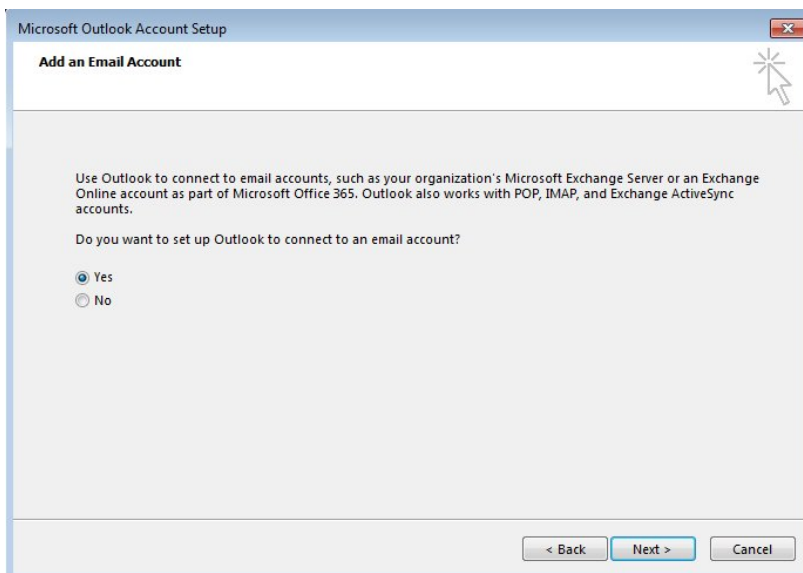 Microsoft Outlook Account Setup
Add an Email Account
Use Outlook to connect to email accounts, such as your organization's Microsoft Exchange Server or an Exchange
Online account as part of Microsoft Office 365. Outlook also works with POP, IMAP, and Exchange ActiveSync
accounts.
Do you want to set up Outlook to connect to an email account?
Yes
No
< Back Next > Cancel